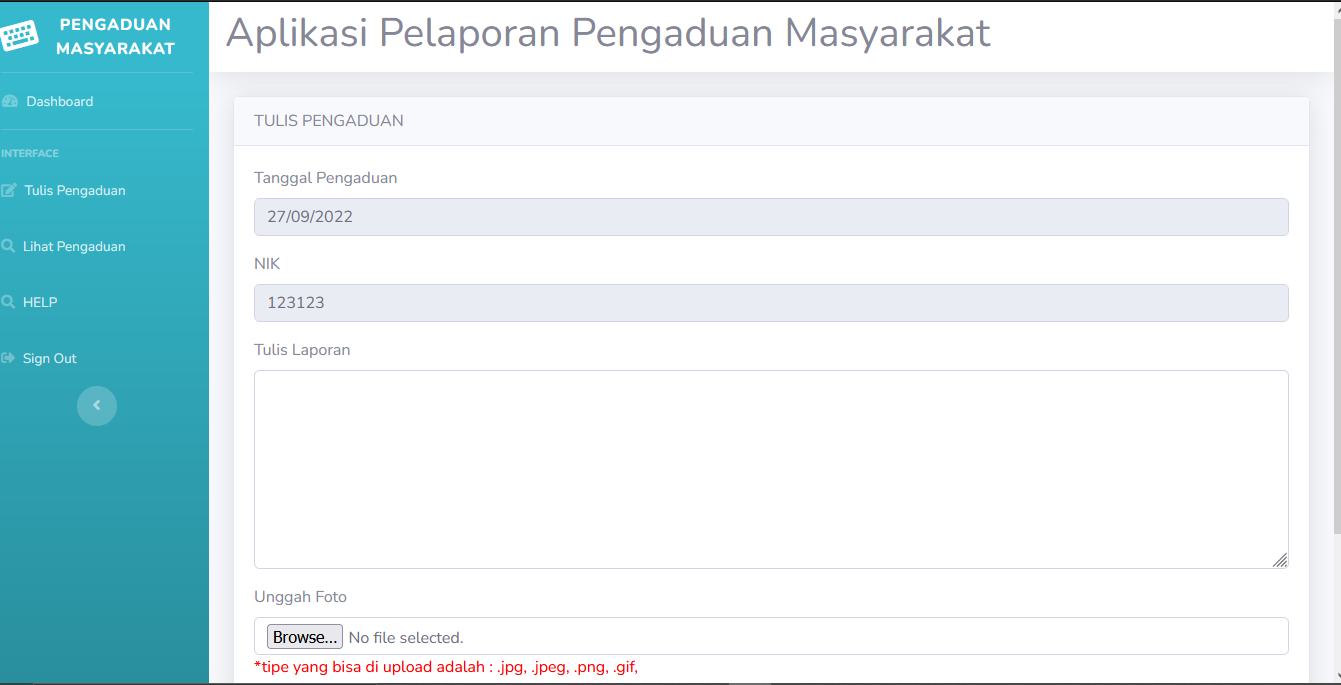 PENGADUAN
MASYARAKAT
Dashboard
INTERFACE
Tulis Pengaduan
Lihat Pengaduan
HELP
Sign Out
Aplikasi Pelaporan Pengaduan Masyarakat
TULIS PENGADUAN
Tanggal Pengaduan
27/09/2022
NIK
123123
Tulis Laporan
Unggah Foto
Browse... No file selected.
*tipe yang bisa di upload adalah : .jpg, .jpeg, .png, .gif,